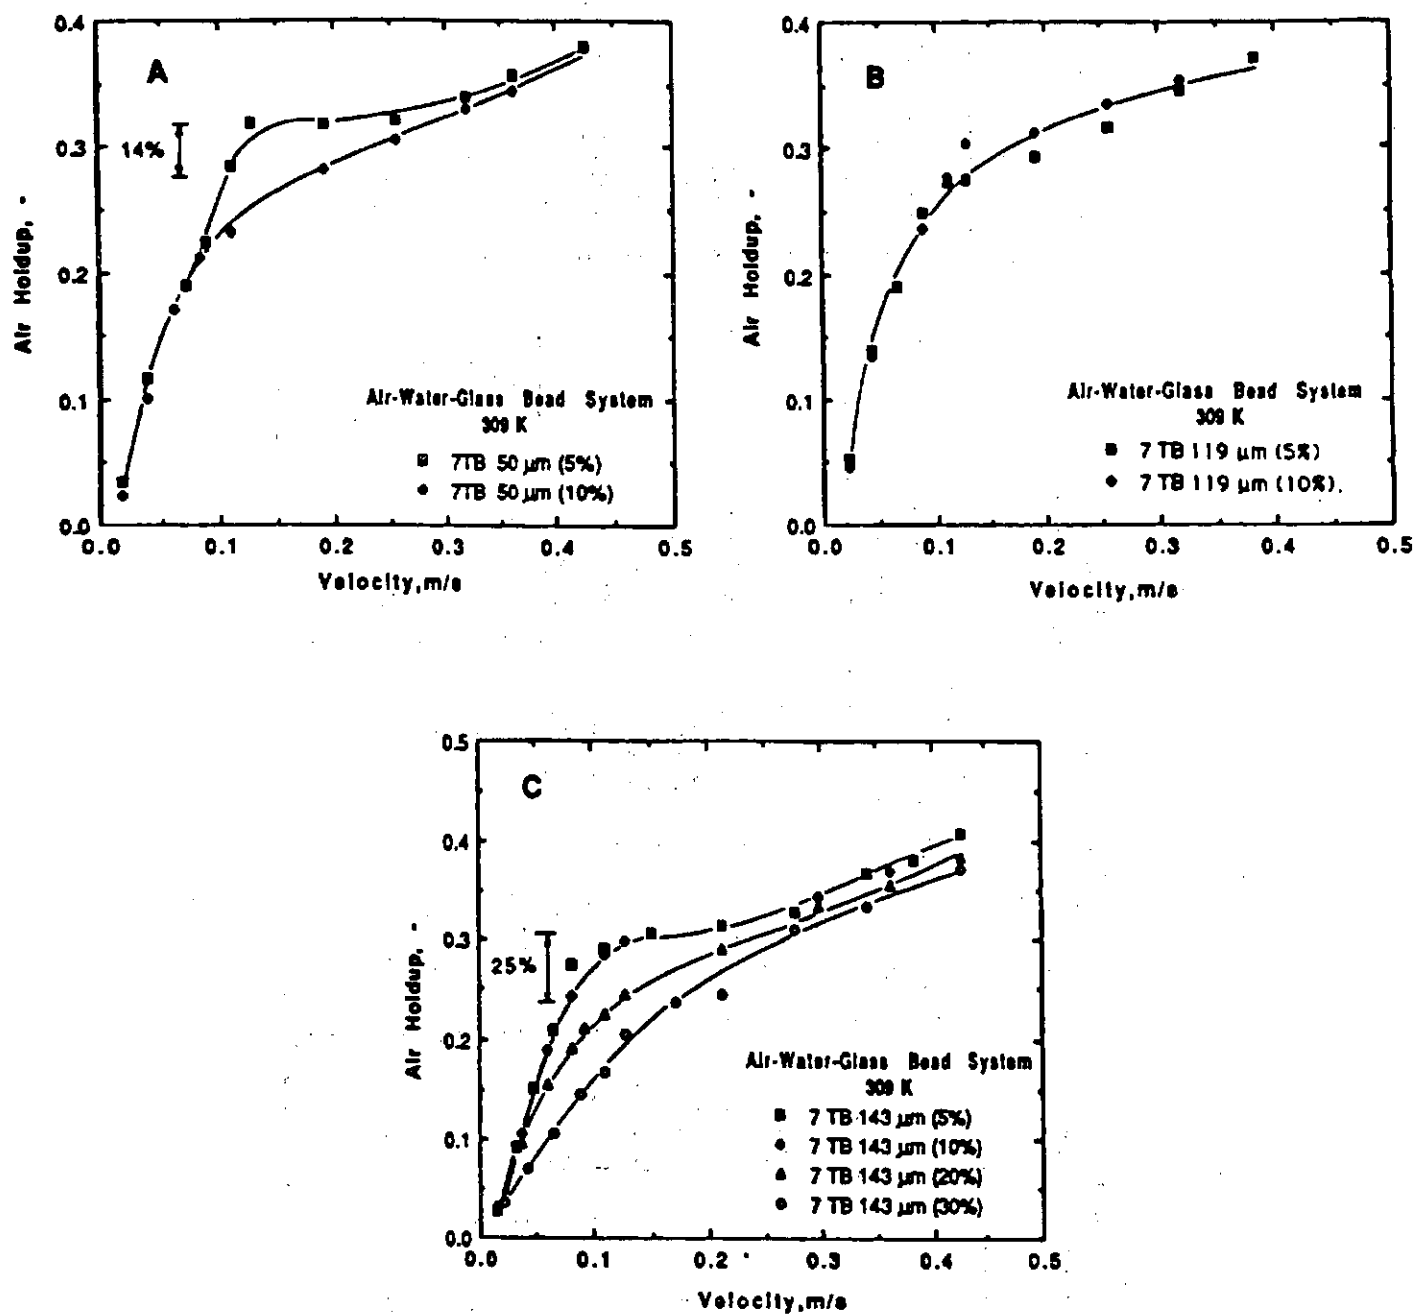 A
0.4
0.3
0.2
0.1
0.0
14%
Air Holdup, -
Air-Water-Glass Bead System
309 K
7TB 50 µm (5%)
7TB 50 µm (10%)
0.0 0.1 0.2 0.3 0.4 0.5
Velocity,m/s
B
0.4
0.3
0.2
0.1
0.0
Air Holdup, -
Air-Water-Glass Bead System
309 K
7 TB 119 µm (5%)
7 TB 119 µm (10%).
0.0 0.1 0.2 0.3 0.4 0.5
Velocity,m/s
C
0.5
0.4
0.3
0.2
0.1
0.0
25%
Air Holdup, -
Air-Water-Glass Bead System
309 K
7 TB 143 µm (5%)
7 TB 143 µm (10%)
7 TB 143 µm (20%)
7 TB 143 µm (30%)
0.0 0.1 0.2 0.3 0.4 0.5
Velocity,m/s